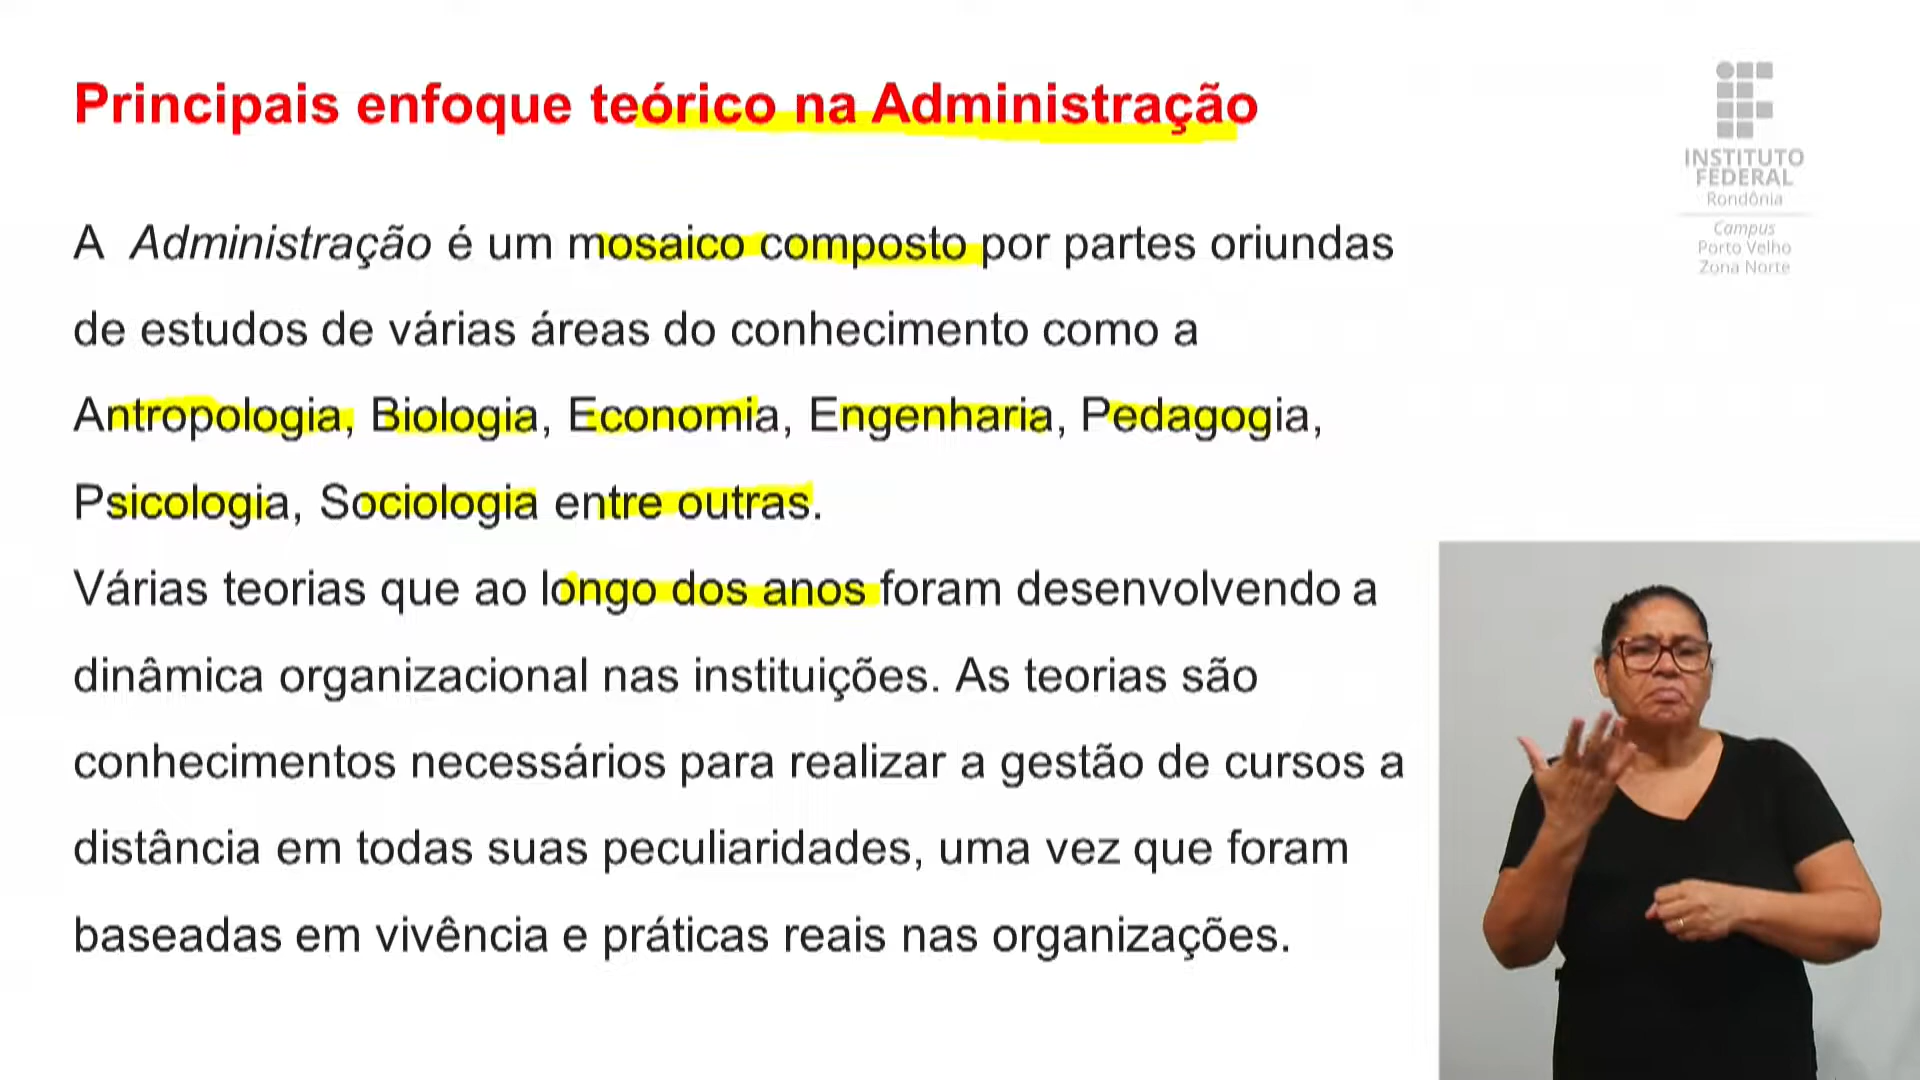 Principais enfoque teórico na Administração
A Administração é um mosaico composto por partes oriundas
de estudos de várias áreas do conhecimento como a
Antropologia, Biologia, Economia, Engenharia, Pedagogia,
Psicologia, Sociologia entre outras.
Várias teorias que ao longo dos anos foram desenvolvendo a
dinâmica organizacional nas instituições. As teorias são
conhecimentos necessários para realizar a gestão de cursos a
distância em todas suas peculiaridades, uma vez que foram
baseadas em vivência e práticas reais nas organizações.
INSTITUTO
FEDERAL
Rondônia
Campus
Porto Velho
Zona Norte